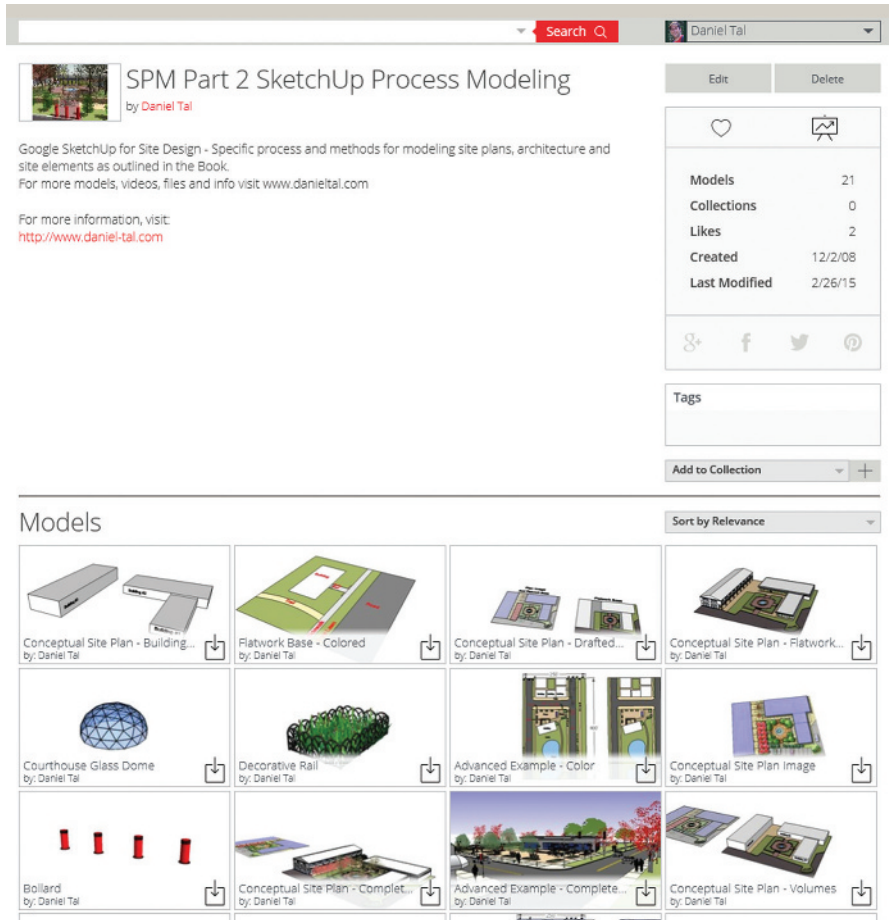 Search
Daniel Tal
SPM Part 2 SketchUp Process Modeling
by Daniel Tal
Edit
Delete
Google SketchUp for Site Design - Specific process and methods for modeling site plans, architecture and
site elements as outlined in the Book.
For more models, videos, files and info visit www.danieltal.com
For more information, visit:
http://www.daniel-tal.com
Models 21
Collections 0
Likes 2
Created 12/2/08
Last Modified 2/26/15
g+ f
Tags
Add to Collection
Models
Sort by Relevance
Conceptual Site Plan - Building...
by: Daniel Tal
Flatwork Base - Colored
by: Daniel Tal
Conceptual Site Plan - Drafted...
by: Daniel Tal
Conceptual Site Plan - Flatwork...
by: Daniel Tal
Courthouse Glass Dome
by: Daniel Tal
Decorative Rail
by: Daniel Tal
Advanced Example - Color
by: Daniel Tal
Conceptual Site Plan Image
by: Daniel Tal
Bollard
by: Daniel Tal
Conceptual Site Plan - Complet...
by: Daniel Tal
Advanced Example - Complete...
by: Daniel Tal
Conceptual Site Plan - Volumes
by: Daniel Tal